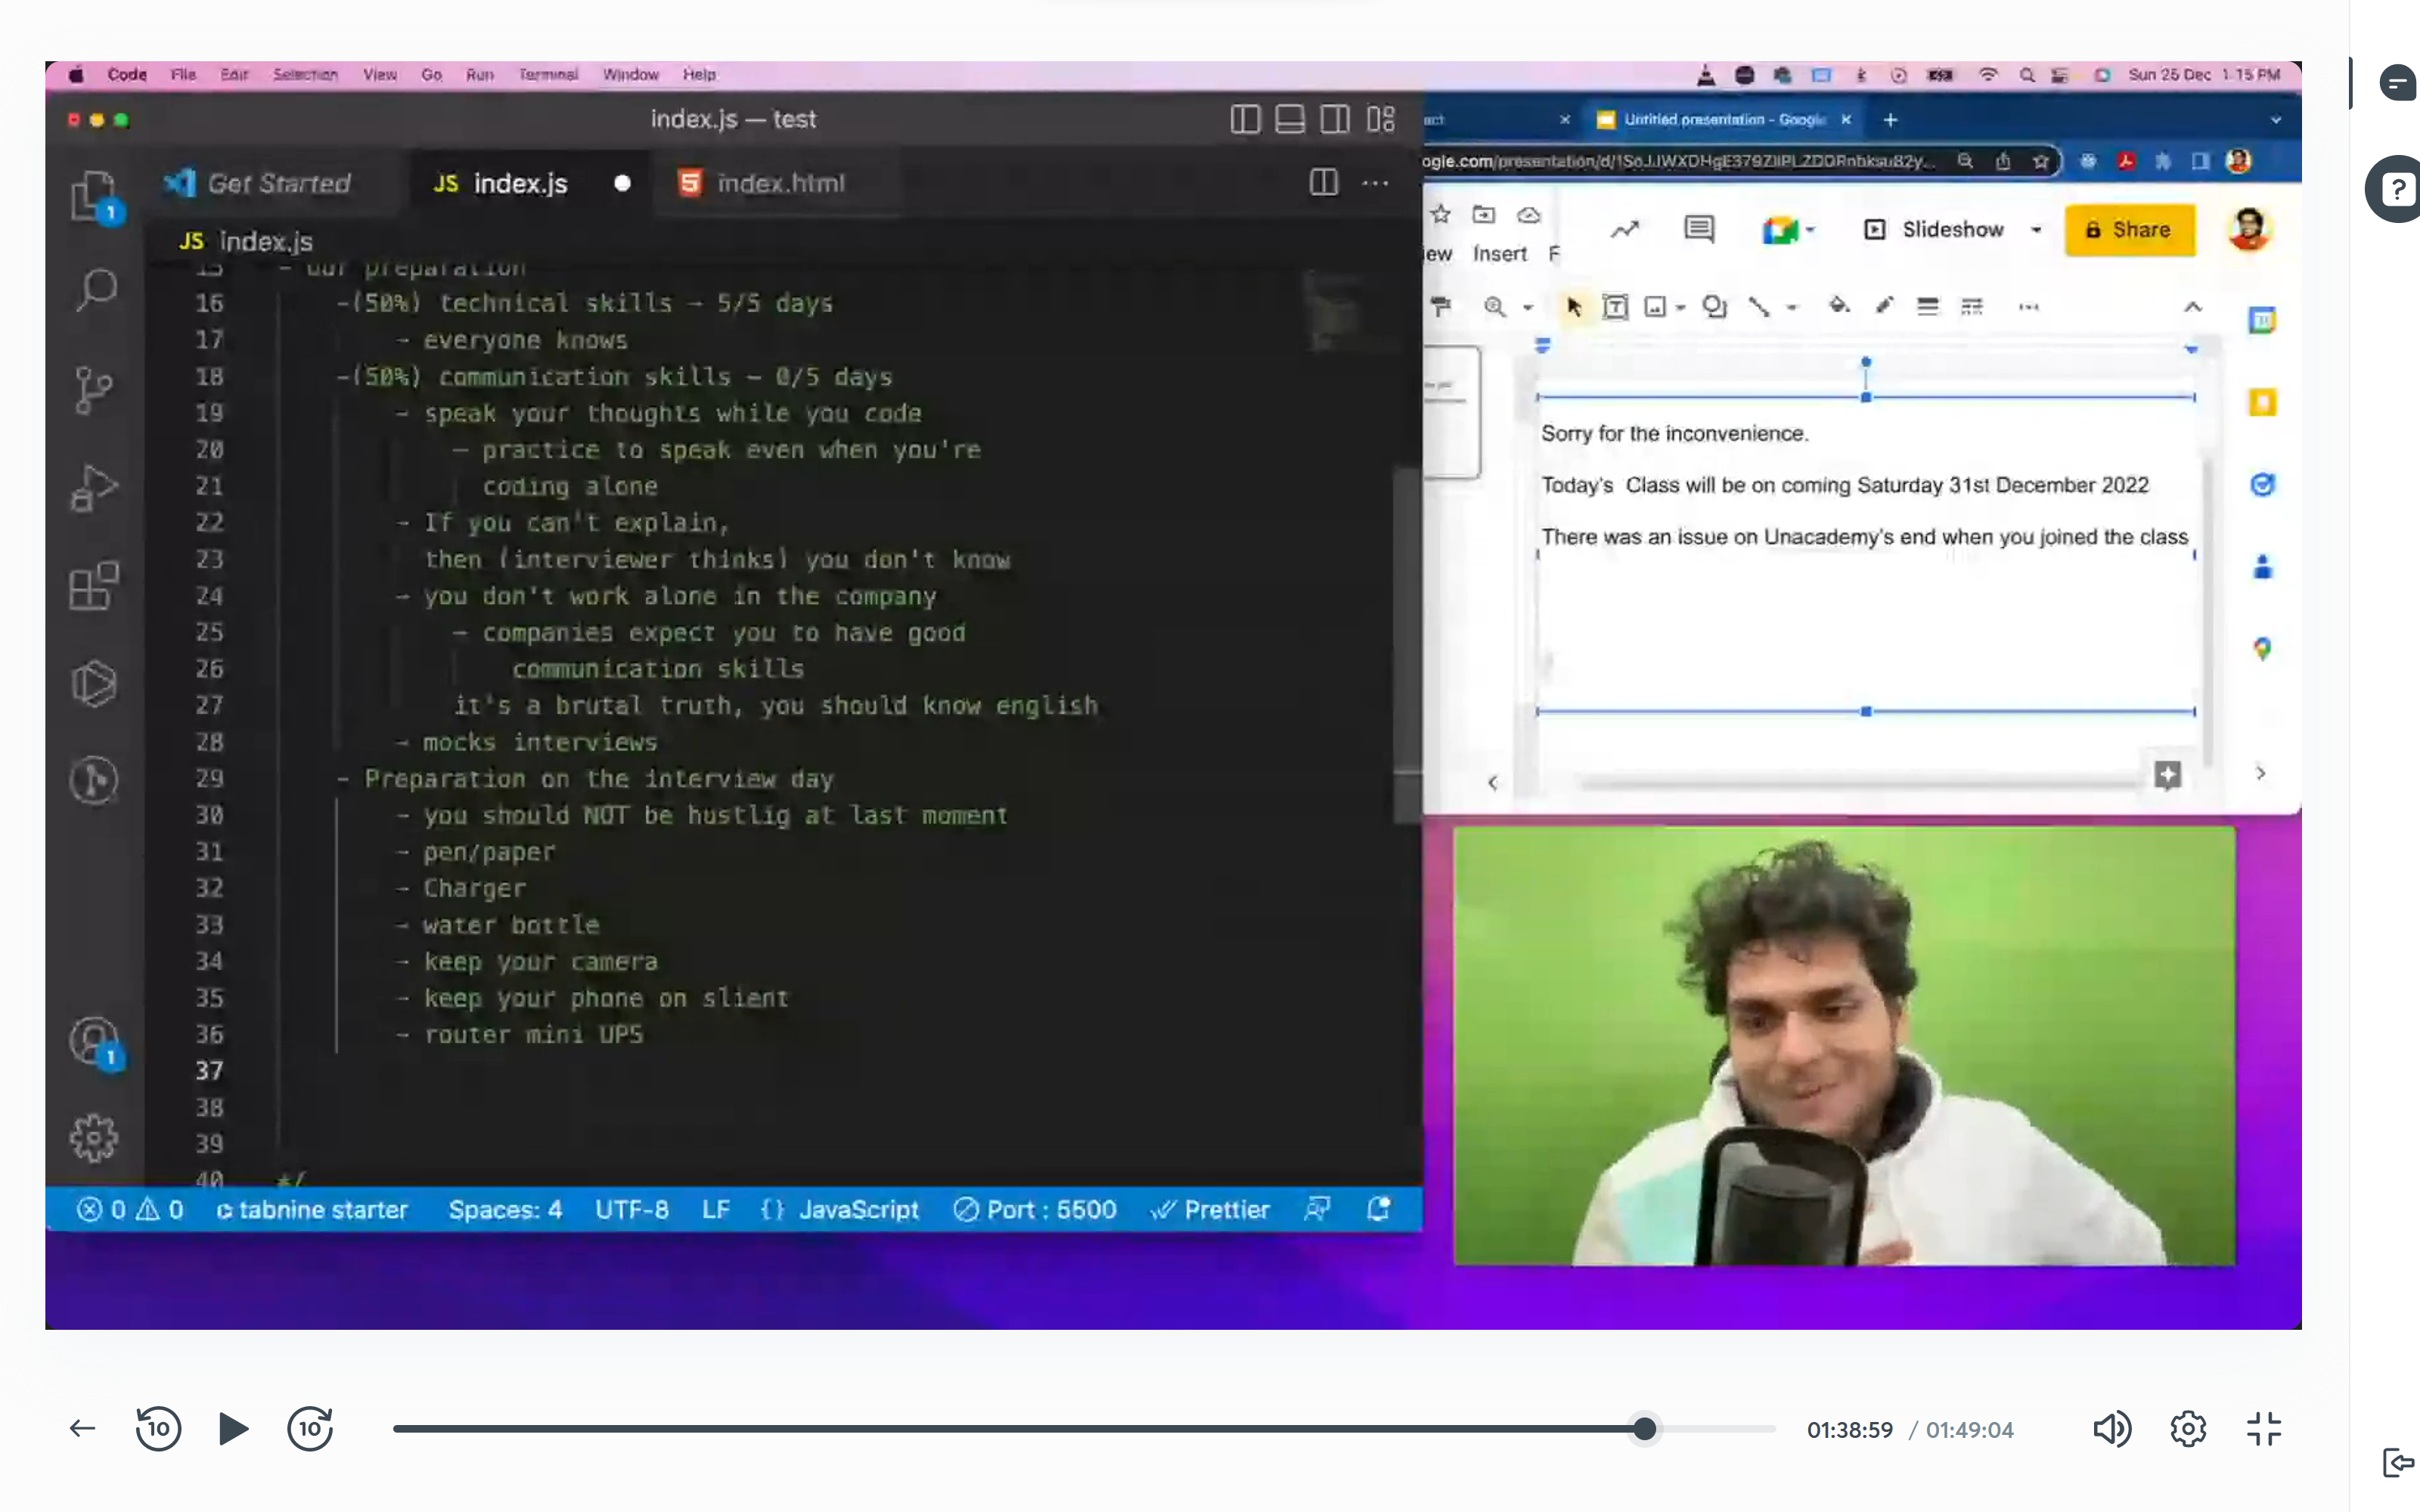 Code File Edit Selection View Go Run Terminal Window Help
Sun 25 Dec 1:15 PM
index.js — test
Untitled presentation - Google
Get Started
JS index.js
index.html
JS index.js
Slideshow
Share
ew Insert F
15 - our preparation
16 -(50%) technical skills - 5/5 days
17 - everyone knows
18 -(50%) communication skills - 0/5 days
19 - speak your thoughts while you code
20 - practice to speak even when you're
21 coding alone
22 - If you can't explain,
23 then (interviewer thinks) you don't know
24 - you don't work alone in the company
25 - companies expect you to have good
26 communication skills
27 it's a brutal truth, you should know english
28 - mocks interviews
29 - Preparation on the interview day
30 - you should NOT be hustlig at last moment
31 - pen/paper
32 - Charger
33 - water bottle
34 - keep your camera
35 - keep your phone on slient
36 - router mini UPS
37
38
39
40 */
Sorry for the inconvenience.
Today's Class will be on coming Saturday 31st December 2022
There was an issue on Unacademy's end when you joined the class
1
1
0 0 tabnine starter Spaces: 4 UTF-8 LF {} JavaScript Port : 5500 Prettier
10 10 01:38:59 / 01:49:04
?